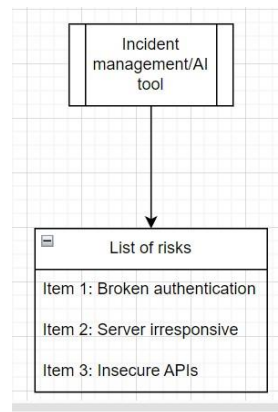 Incident
management/AI
tool
List of risks
Item 1: Broken authentication
Item 2: Server irresponsive
Item 3: Insecure APIs